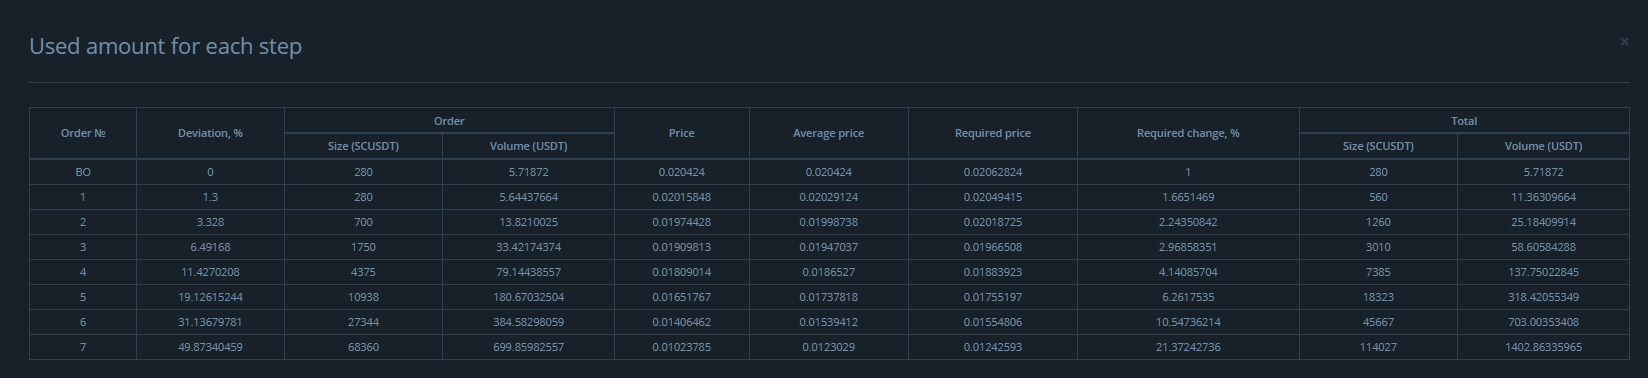 Used amount for each step
×
Order № Deviation, % Order Price Average price Required price Required change, % Total
Size (SCUSDT) Volume (USDT) Size (SCUSDT) Volume (USDT)
BO 0 280 5.71872 0.020424 0.020424 0.02062824 1 280 5.71872
1 1.3 280 5.64437664 0.02015848 0.02029124 0.02049415 1.6651469 560 11.36309664
2 3.328 700 13.8210025 0.01974428 0.01998738 0.02018725 2.24350842 1260 25.18409914
3 6.49168 1750 33.42174374 0.01909813 0.01947037 0.01966508 2.96858351 3010 58.60584288
4 11.4270208 4375 79.14438557 0.01809014 0.0186527 0.01883923 4.14085704 7385 137.75022845
5 19.12615244 10938 180.67032504 0.01651767 0.01737818 0.01755197 6.2617535 18323 318.42055349
6 31.13679781 27344 384.58298059 0.01406462 0.01539412 0.01554806 10.54736214 45667 703.00353408
7 49.87340459 68360 699.85982557 0.01023785 0.0123029 0.01242593 21.37242736 114027 1402.86335965